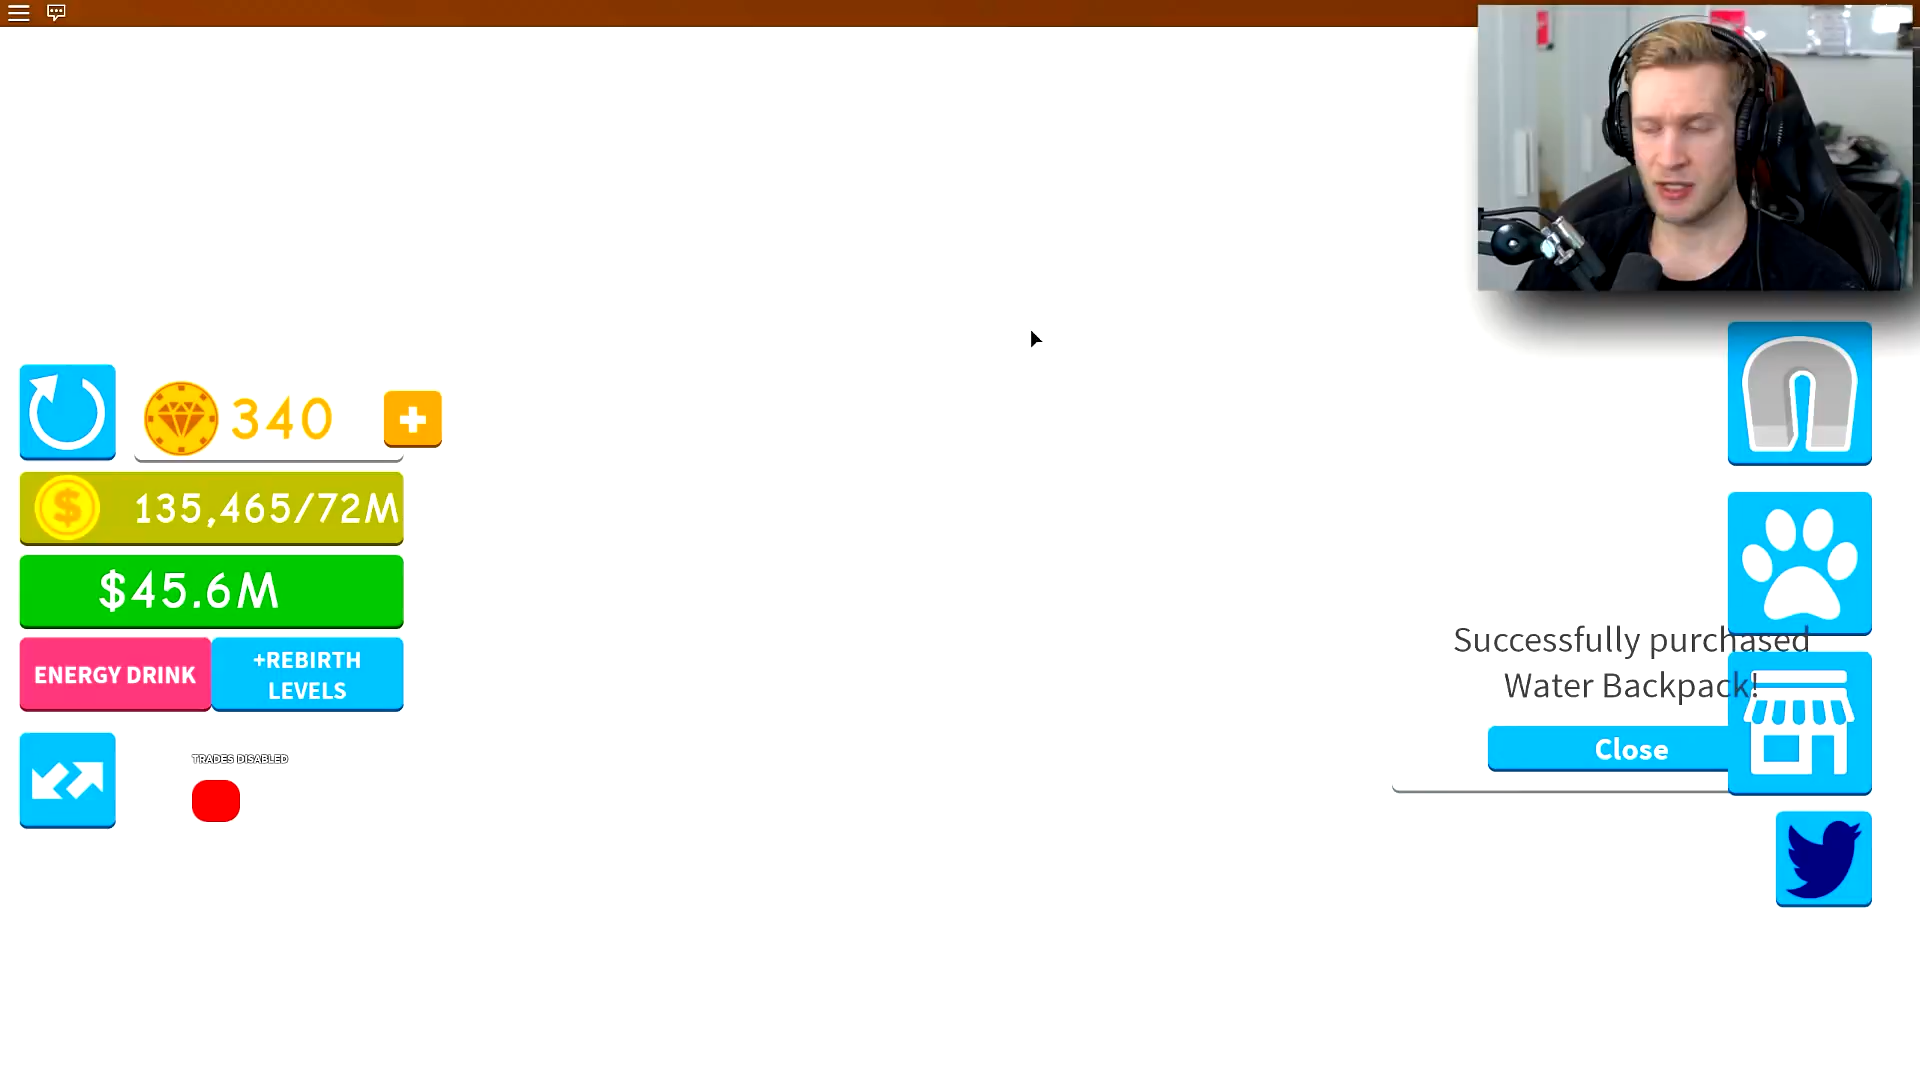 340
135,465/72M
$45.6M
ENERGY DRINK
+REBIRTH
LEVELS
TRADES DISABLED
Successfully purchased
Water Backpack!
Close